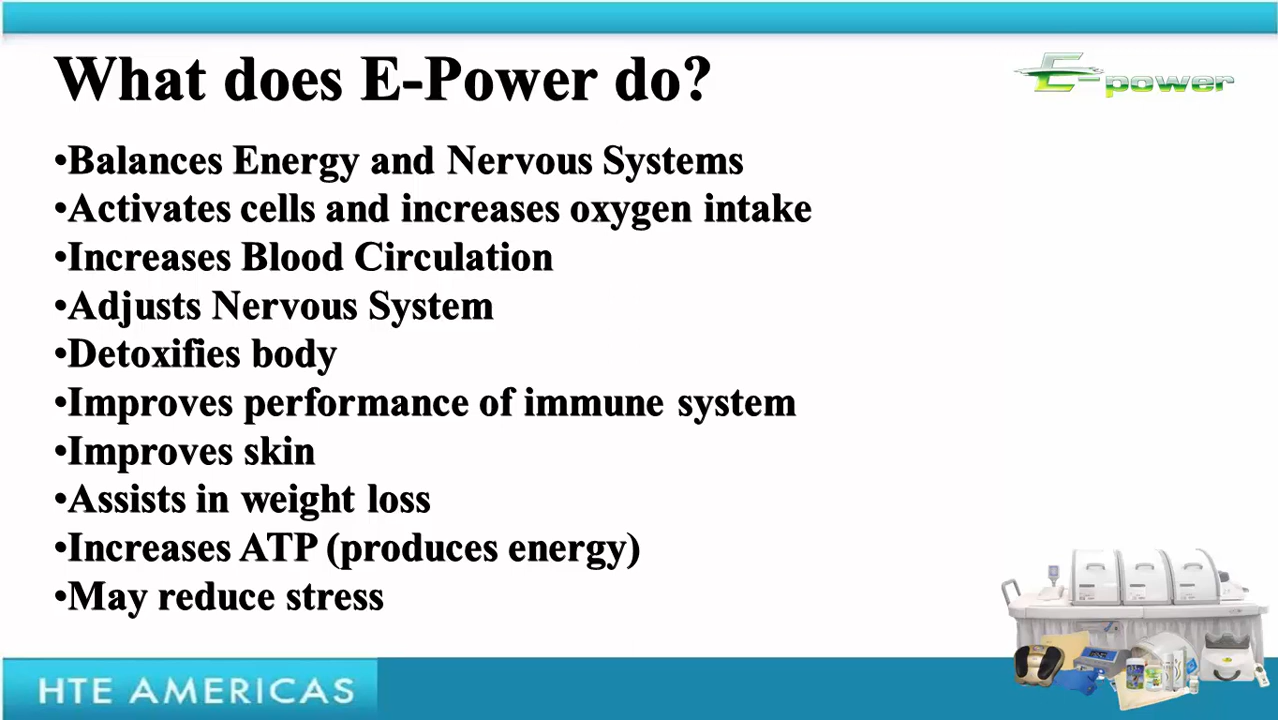 What does E-Power do?
E-power
•Balances Energy and Nervous Systems
•Activates cells and increases oxygen intake
•Increases Blood Circulation
•Adjusts Nervous System
•Detoxifies body
•Improves performance of immune system
•Improves skin
•Assists in weight loss
•Increases ATP (produces energy)
•May reduce stress
HTE AMERICAS